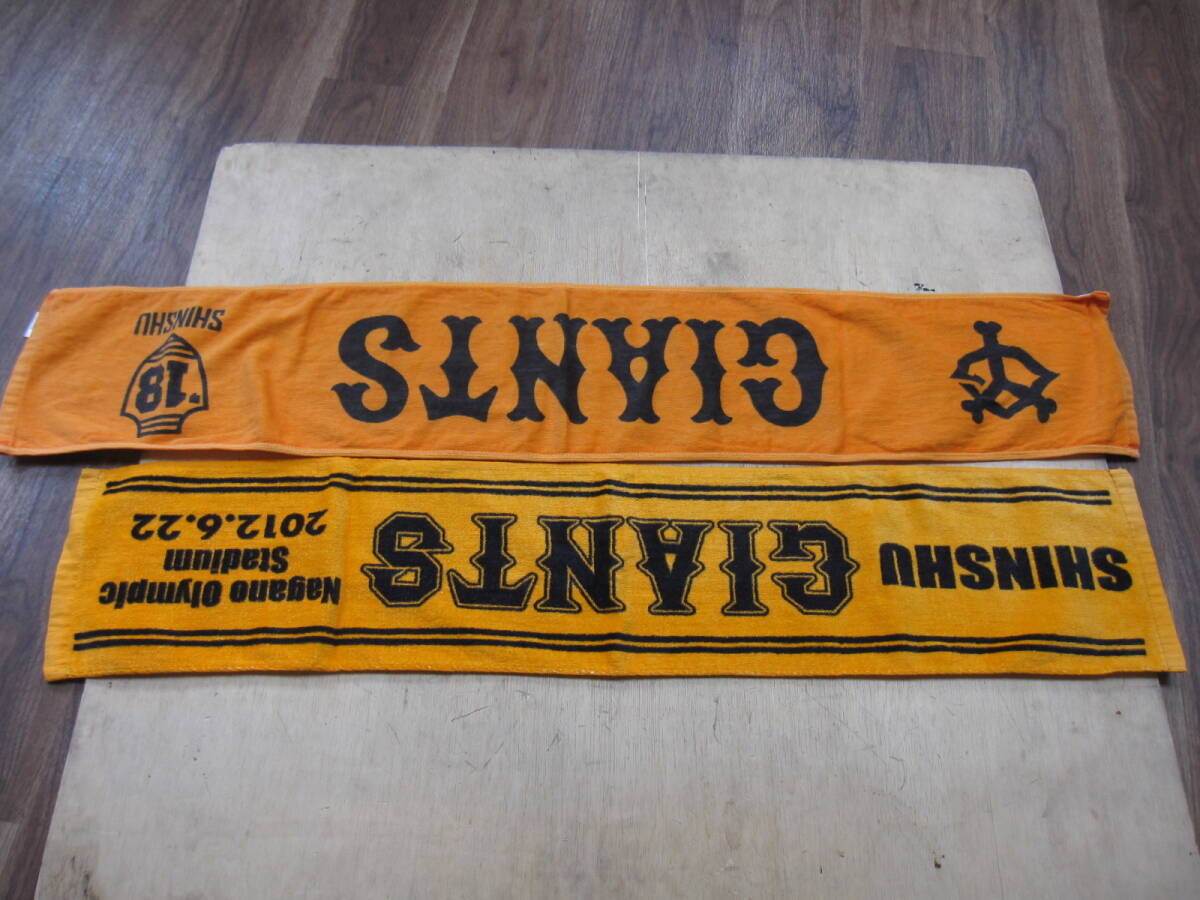 SHINSHU
GIANTS
Nagano Olympic
Stadium
2012.6.22
GIANTS
'18
SHINSHU